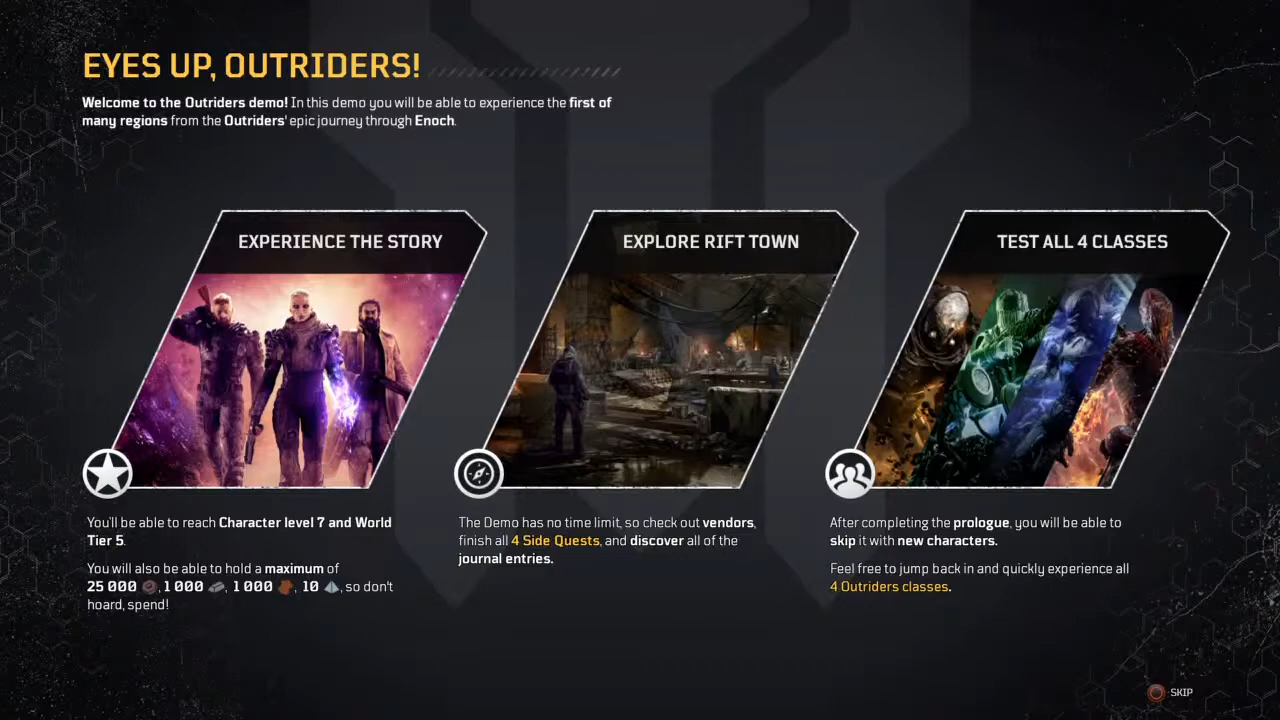 EYES UP, OUTRIDERS!
Welcome to the Outriders demo! In this demo you will be able to experience the first of
many regions from the Outriders' epic journey through Enoch.
EXPERIENCE THE STORY
You'll be able to reach Character level 7 and World
Tier 5.
You will also be able to hold a maximum of
25 000 , 1 000 , 1 000 , 10 , so don't
hoard, spend!
EXPLORE RIFT TOWN
The Demo has no time limit, so check out vendors,
finish all 4 Side Quests, and discover all of the
journal entries.
TEST ALL 4 CLASSES
After completing the prologue, you will be able to
skip it with new characters.
Feel free to jump back in and quickly experience all
4 Outriders classes.
SKIP